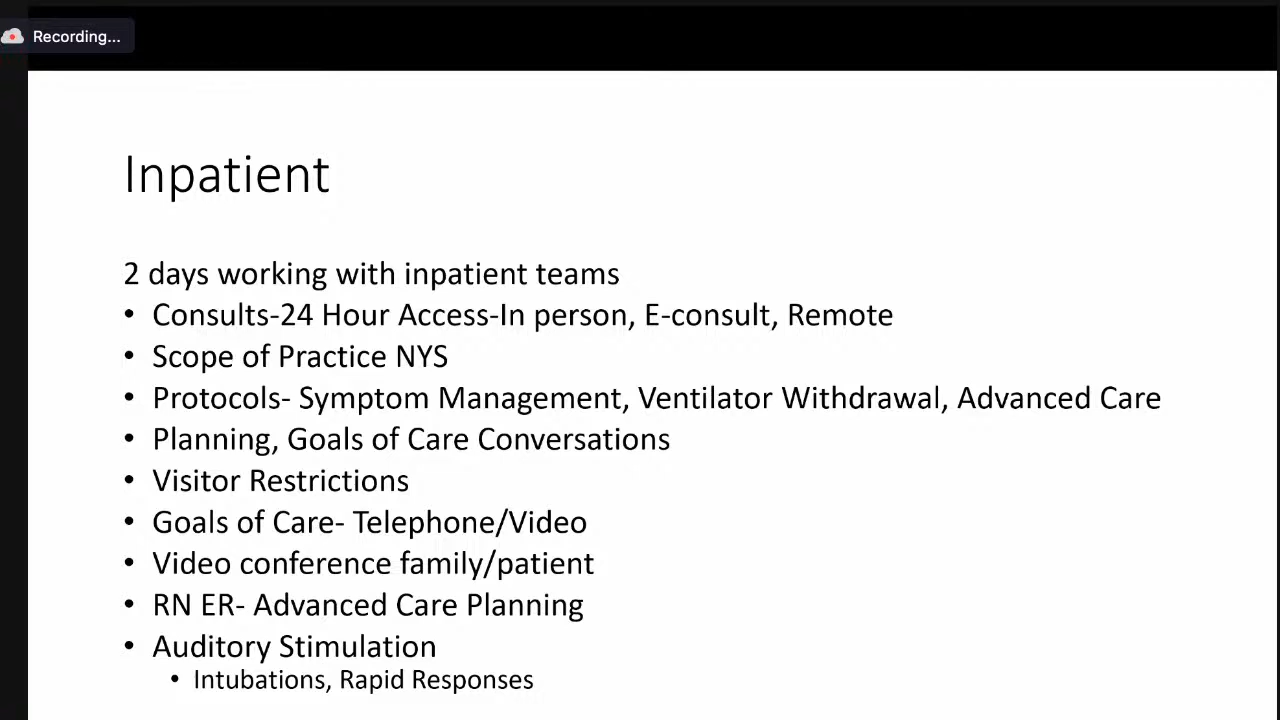 Recording...
Inpatient
2 days working with inpatient teams
• Consults-24 Hour Access-In person, E-consult, Remote
• Scope of Practice NYS
• Protocols- Symptom Management, Ventilator Withdrawal, Advanced Care
• Planning, Goals of Care Conversations
• Visitor Restrictions
• Goals of Care- Telephone/Video
• Video conference family/patient
• RN ER- Advanced Care Planning
• Auditory Stimulation
• Intubations, Rapid Responses